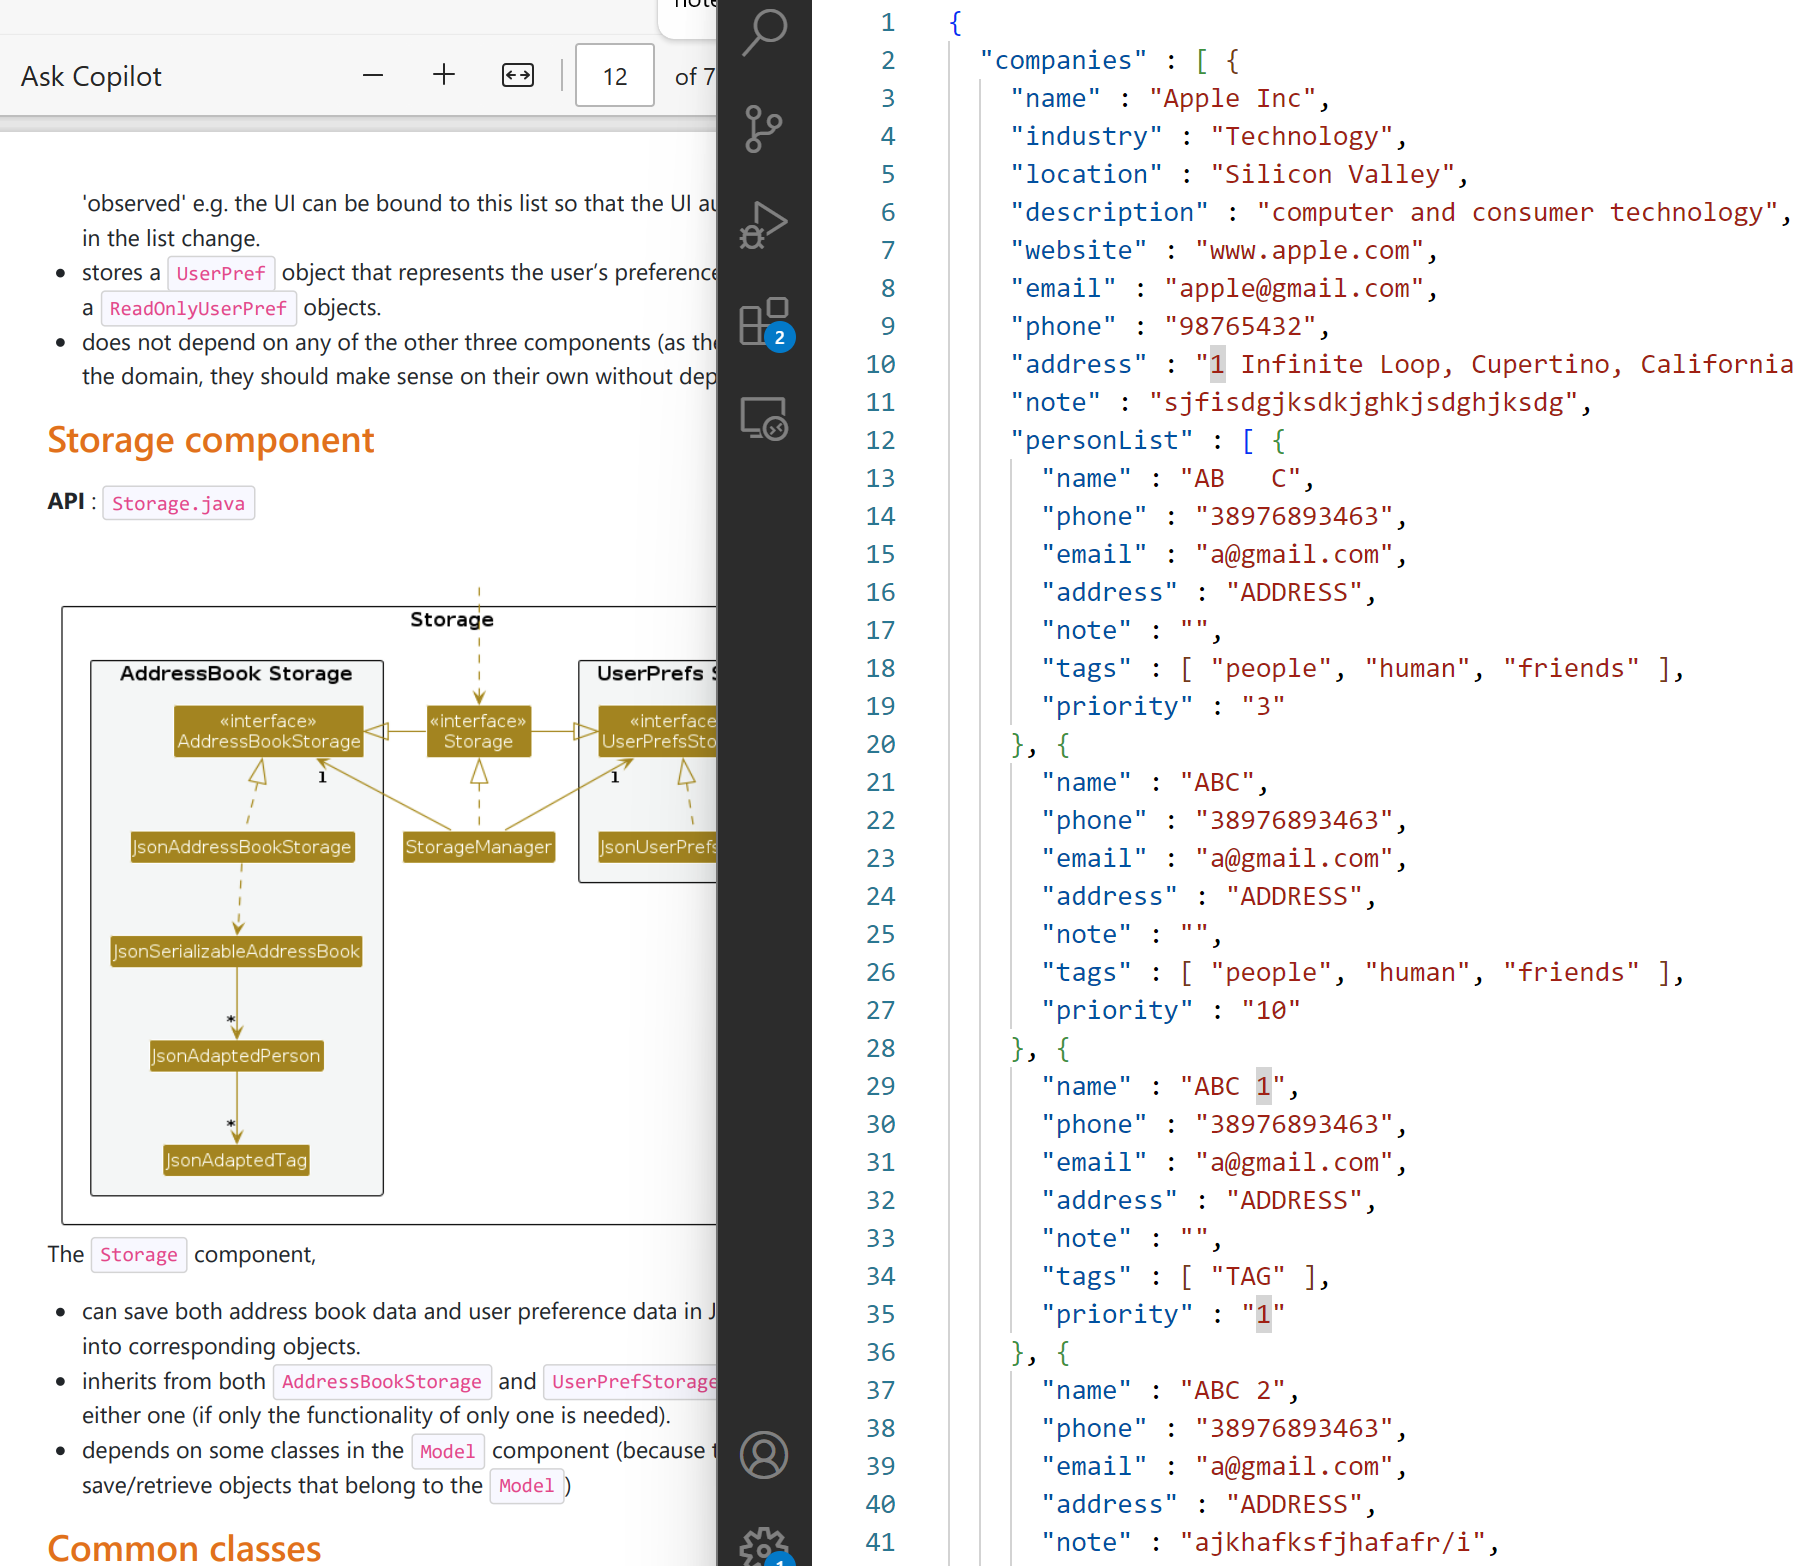 note
Ask Copilot
12
of 7
'observed' e.g. the UI can be bound to this list so that the UI au
in the list change.
• stores a UserPref object that represents the user's preference
a ReadOnlyUserPref objects.
• does not depend on any of the other three components (as the
the domain, they should make sense on their own without dep
Storage component
API : Storage.java
Storage
AddressBook Storage
UserPrefs S
«interface»
AddressBookStorage
«interface»
Storage
«interface
UserPrefsSto
1
1
JsonAddressBookStorage
StorageManager
JsonUserPrefs
JsonSerializableAddressBook
*
JsonAdaptedPerson
*
JsonAdaptedTag
The Storage component,
• can save both address book data and user preference data in J
into corresponding objects.
• inherits from both AddressBookStorage and UserPrefStorage
either one (if only the functionality of only one is needed).
• depends on some classes in the Model component (because t
save/retrieve objects that belong to the Model )
Common classes
2
1
1 {
2 "companies" : [ {
3 "name" : "Apple Inc",
4 "industry" : "Technology",
5 "location" : "Silicon Valley",
6 "description" : "computer and consumer technology",
7 "website" : "www.apple.com",
8 "email" : "apple@gmail.com",
9 "phone" : "98765432",
10 "address" : "1 Infinite Loop, Cupertino, California
11 "note" : "sjfisdgjksdkjghkjsdghjksdg",
12 "personList" : [ {
13 "name" : "AB   C",
14 "phone" : "38976893463",
15 "email" : "a@gmail.com",
16 "address" : "ADDRESS",
17 "note" : "",
18 "tags" : [ "people", "human", "friends" ],
19 "priority" : "3"
20 }, {
21 "name" : "ABC",
22 "phone" : "38976893463",
23 "email" : "a@gmail.com",
24 "address" : "ADDRESS",
25 "note" : "",
26 "tags" : [ "people", "human", "friends" ],
27 "priority" : "10"
28 }, {
29 "name" : "ABC 1",
30 "phone" : "38976893463",
31 "email" : "a@gmail.com",
32 "address" : "ADDRESS",
33 "note" : "",
34 "tags" : [ "TAG" ],
35 "priority" : "1"
36 }, {
37 "name" : "ABC 2",
38 "phone" : "38976893463",
39 "email" : "a@gmail.com",
40 "address" : "ADDRESS",
41 "note" : "ajkhafksfjhafafr/i",